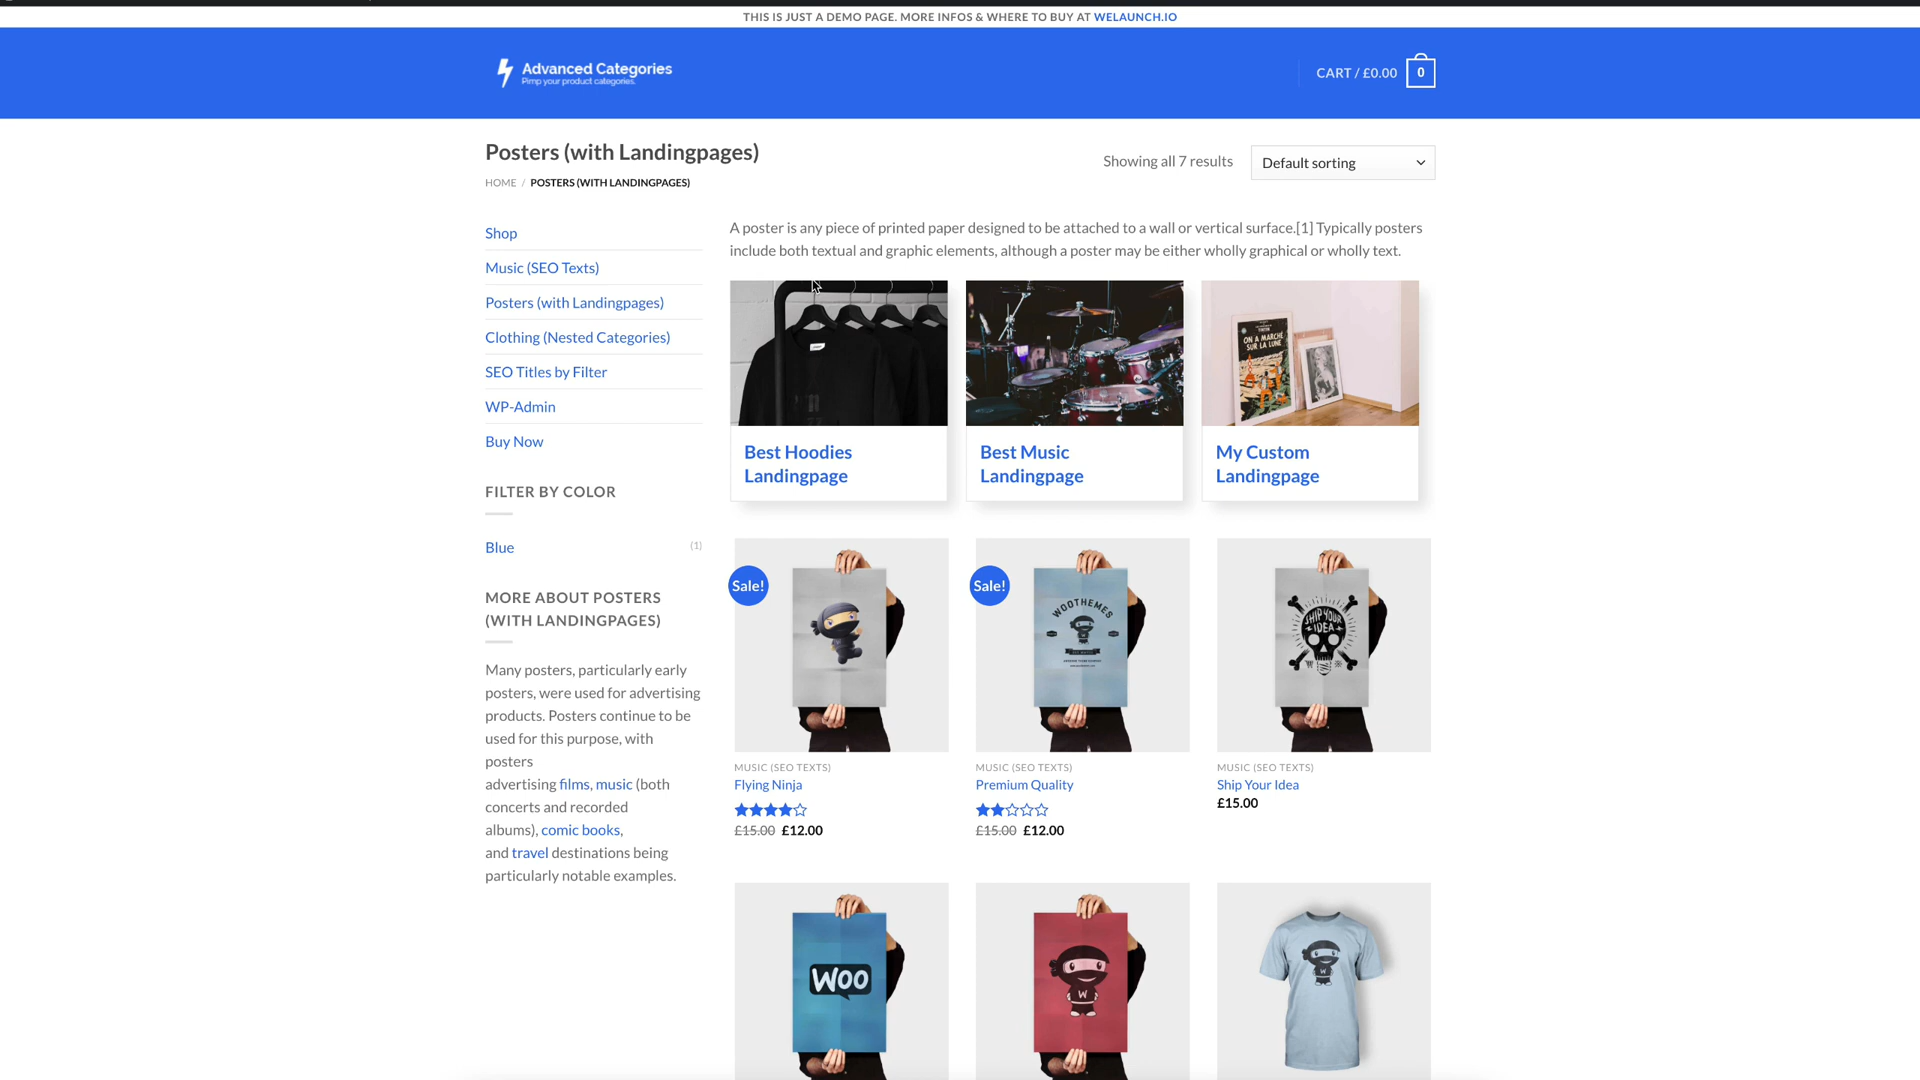 THIS IS JUST A DEMO PAGE. MORE INFOS & WHERE TO BUY AT WELAUNCH.IO
Advanced Categories
Pimp your product categories.
CART / £0.00 0
Posters (with Landingpages)
HOME / POSTERS (WITH LANDINGPAGES)
Showing all 7 results
Default sorting
Shop
Music (SEO Texts)
Posters (with Landingpages)
Clothing (Nested Categories)
SEO Titles by Filter
WP-Admin
Buy Now
FILTER BY COLOR
Blue (1)
MORE ABOUT POSTERS
(WITH LANDINGPAGES)
Many posters, particularly early
posters, were used for advertising
products. Posters continue to be
used for this purpose, with
posters
advertising films, music (both
concerts and recorded
albums), comic books,
and travel destinations being
particularly notable examples.
A poster is any piece of printed paper designed to be attached to a wall or vertical surface.[1] Typically posters
include both textual and graphic elements, although a poster may be either wholly graphical or wholly text.
ON A MARCHÉ
SUR LA LUNE
Best Hoodies
Landingpage
Best Music
Landingpage
My Custom
Landingpage
Sale!
Sale!
WOOTHEMES
SHIP YOUR
IDEA
MUSIC (SEO TEXTS)
Flying Ninja
£15.00 £12.00
MUSIC (SEO TEXTS)
Premium Quality
£15.00 £12.00
MUSIC (SEO TEXTS)
Ship Your Idea
£15.00
WOO
W
W